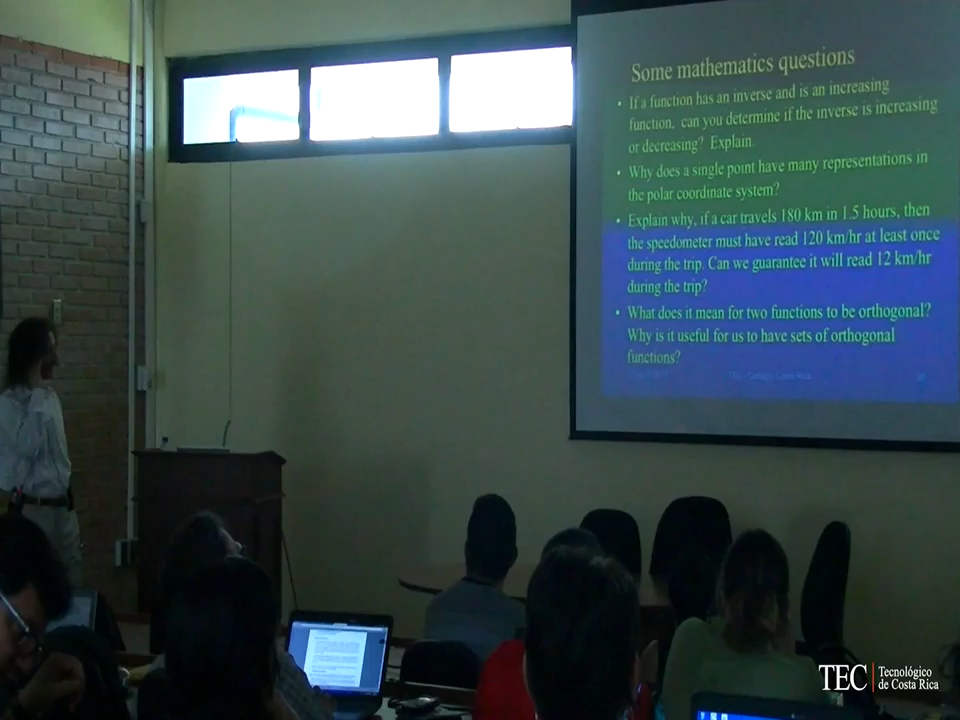 Some mathematics questions
• If a function has an inverse and is an increasing
function, can you determine if the inverse is increasing
or decreasing? Explain.
• Why does a single point have many representations in
the polar coordinate system?
• Explain why, if a car travels 180 km in 1.5 hours, then
the speedometer must have read 120 km/hr at least once
during the trip. Can we guarantee it will read 12 km/hr
during the trip?
• What does it mean for two functions to be orthogonal?
Why is it useful for us to have sets of orthogonal
functions?
TEC Tecnológico
de Costa Rica